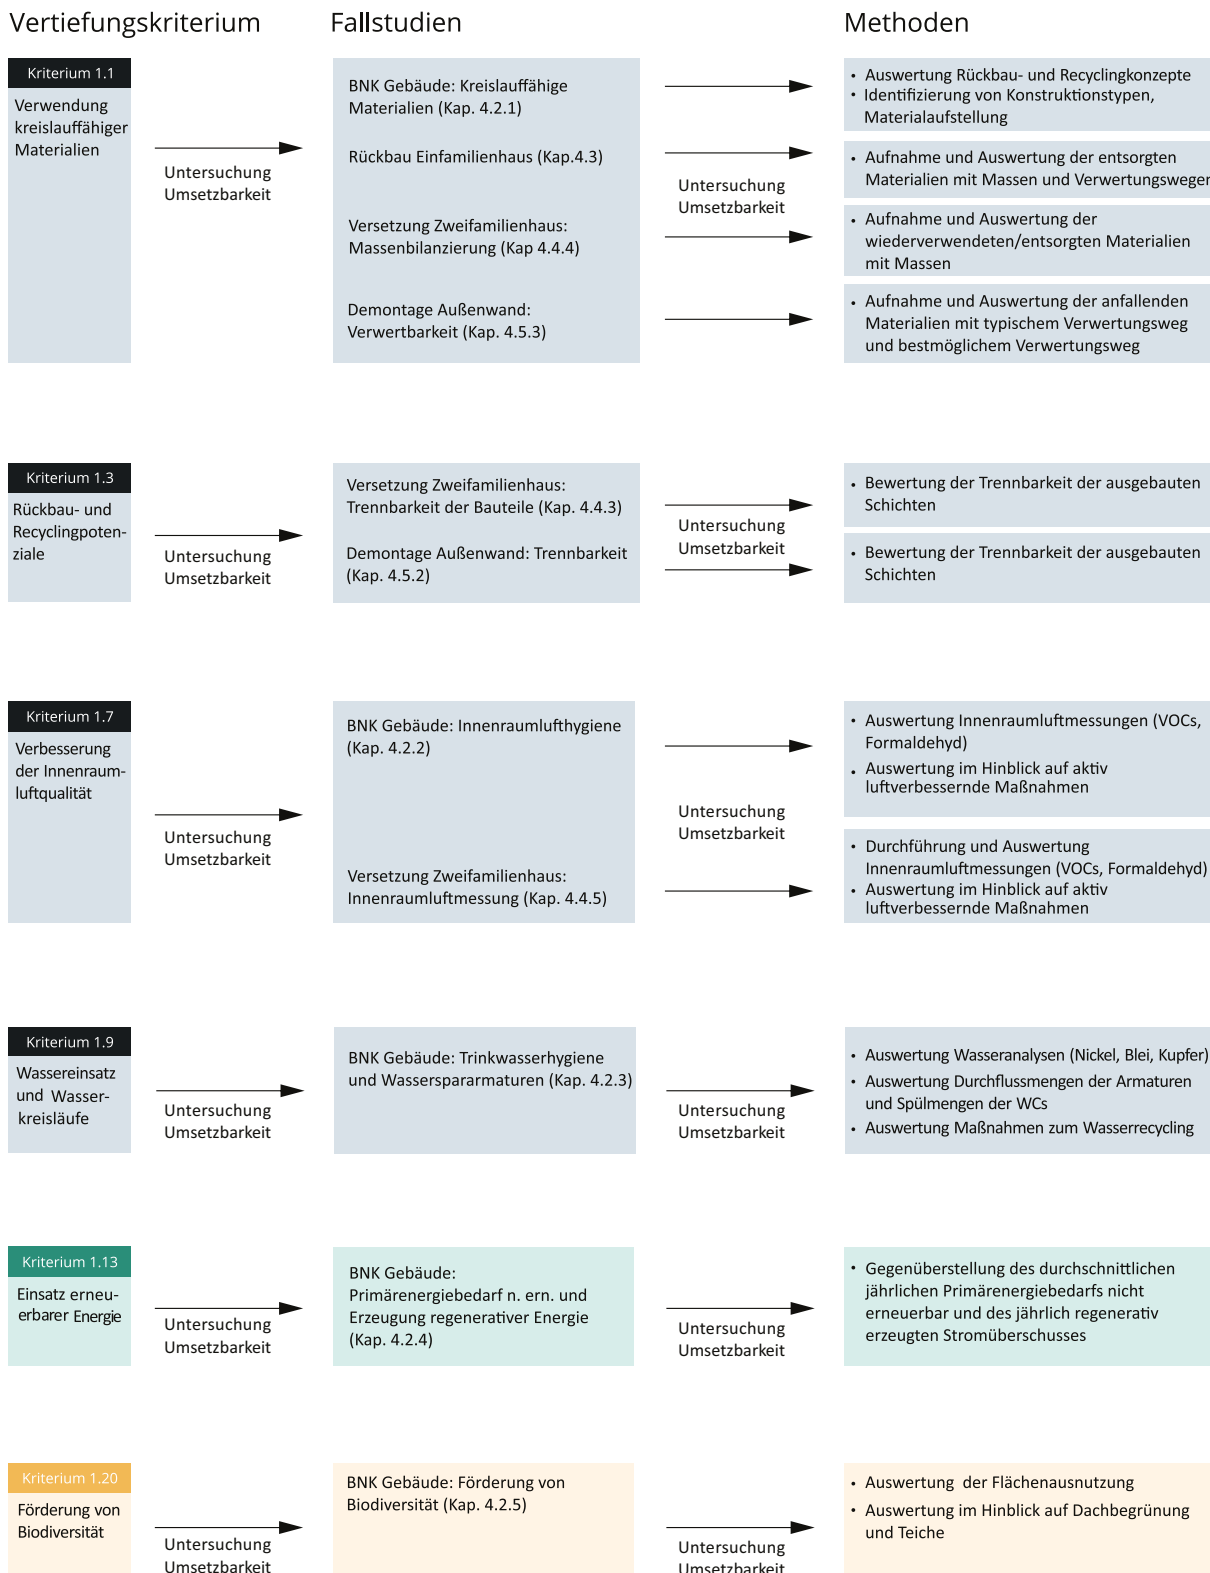 Vertiefungskriterium
Fallstudien
Methoden
Kriterium 1.1
Verwendung
kreislauffähiger
Materialien
Untersuchung
Umsetzbarkeit
BNK Gebäude: Kreislauffähige
Materialien (Kap. 4.2.1)
Rückbau Einfamilienhaus (Kap.4.3)
Versetzung Zweifamilienhaus:
Massenbilanzierung (Kap 4.4.4)
Demontage Außenwand:
Verwertbarkeit (Kap. 4.5.3)
Untersuchung
Umsetzbarkeit
• Auswertung Rückbau- und Recyclingkonzepte
• Identifizierung von Konstruktionstypen,
Materialaufstellung
• Aufnahme und Auswertung der entsorgten
Materialien mit Massen und Verwertungswegen
• Aufnahme und Auswertung der
wiederverwendeten/entsorgten Materialien
mit Massen
• Aufnahme und Auswertung der anfallenden
Materialien mit typischem Verwertungsweg
und bestmöglichem Verwertungsweg
Kriterium 1.3
Rückbau- und
Recyclingpoten-
ziale
Untersuchung
Umsetzbarkeit
Versetzung Zweifamilienhaus:
Trennbarkeit der Bauteile (Kap. 4.4.3)
Demontage Außenwand: Trennbarkeit
(Kap. 4.5.2)
Untersuchung
Umsetzbarkeit
• Bewertung der Trennbarkeit der ausgebauten
Schichten
• Bewertung der Trennbarkeit der ausgebauten
Schichten
Kriterium 1.7
Verbesserung
der Innenraum-
luftqualität
Untersuchung
Umsetzbarkeit
BNK Gebäude: Innenraumlufthygiene
(Kap. 4.2.2)
Versetzung Zweifamilienhaus:
Innenraumluftmessung (Kap. 4.4.5)
Untersuchung
Umsetzbarkeit
• Auswertung Innenraumluftmessungen (VOCs,
Formaldehyd)
• Auswertung im Hinblick auf aktiv
luftverbessernde Maßnahmen
• Durchführung und Auswertung
Innenraumluftmessungen (VOCs, Formaldehyd)
• Auswertung im Hinblick auf aktiv
luftverbessernde Maßnahmen
Kriterium 1.9
Wassereinsatz
und Wasser-
kreisläufe
Untersuchung
Umsetzbarkeit
BNK Gebäude: Trinkwasserhygiene
und Wasserspararmaturen (Kap. 4.2.3)
Untersuchung
Umsetzbarkeit
• Auswertung Wasseranalysen (Nickel, Blei, Kupfer)
• Auswertung Durchflussmengen der Armaturen
und Spülmengen der WCs
• Auswertung Maßnahmen zum Wasserrecycling
Kriterium 1.13
Einsatz erneu-
erbarer Energie
Untersuchung
Umsetzbarkeit
BNK Gebäude:
Primärenergiebedarf n. ern. und
Erzeugung regenerativer Energie
(Kap. 4.2.4)
Untersuchung
Umsetzbarkeit
• Gegenüberstellung des durchschnittlichen
jährlichen Primärenergiebedarfs nicht
erneuerbar und des jährlich regenerativ
erzeugten Stromüberschusses
Kriterium 1.20
Förderung von
Biodiversität
Untersuchung
Umsetzbarkeit
BNK Gebäude: Förderung von
Biodiversität (Kap. 4.2.5)
Untersuchung
Umsetzbarkeit
• Auswertung der Flächenausnutzung
• Auswertung im Hinblick auf Dachbegrünung
und Teiche